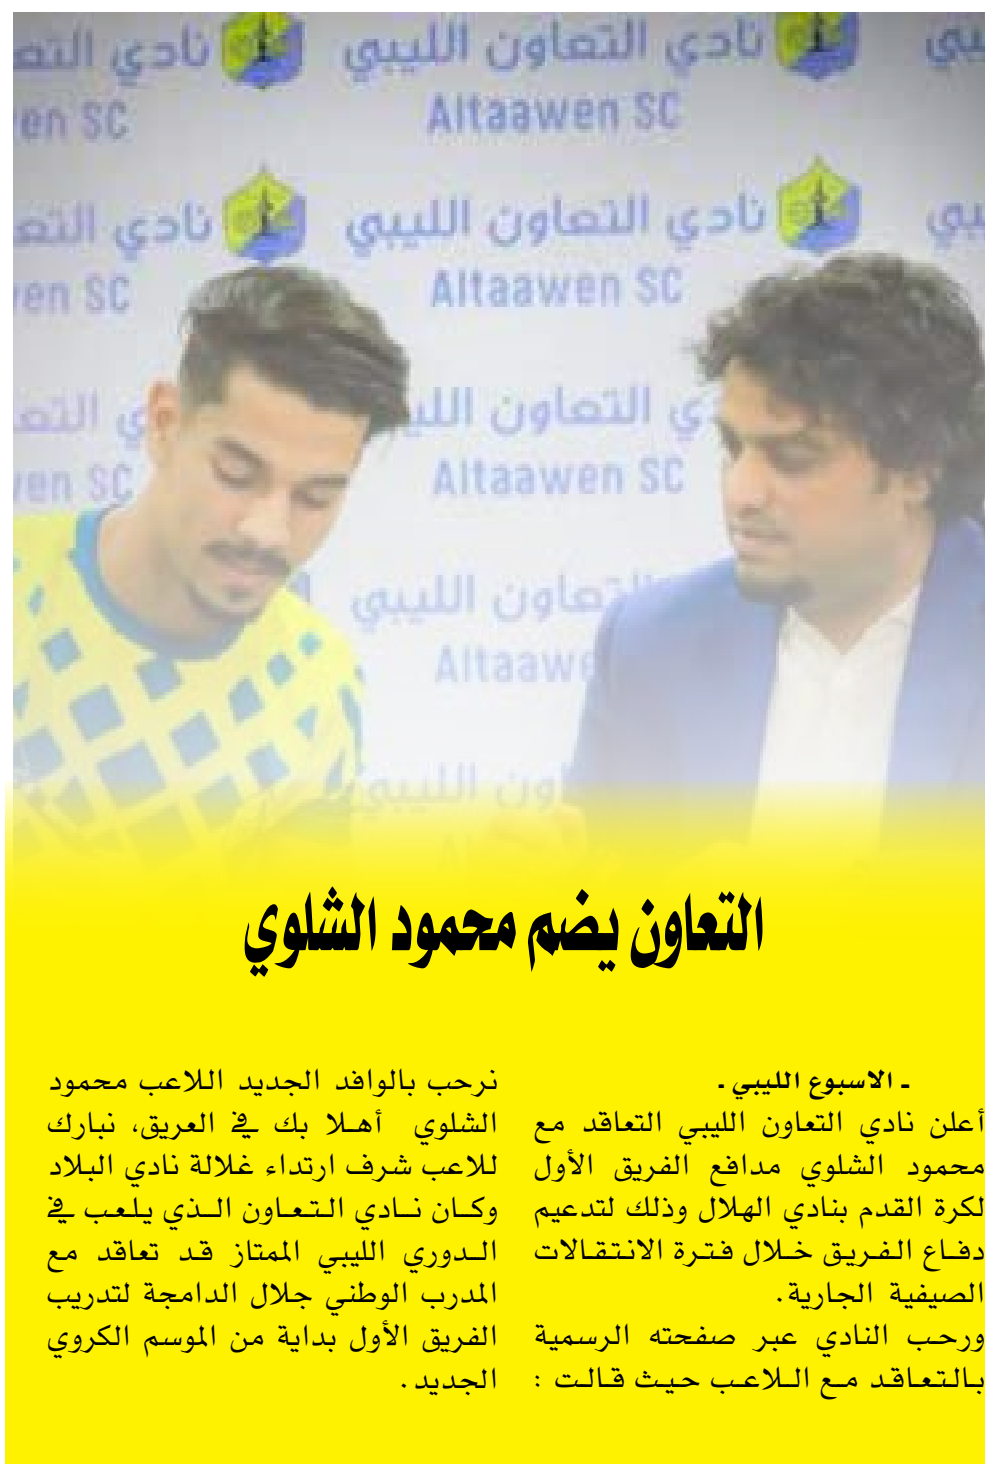 نادي التعاون الليبي
Altaawen SC
نادي التعاون الليبي
Altaawen SC
التعاون
Altaawen SC
التعاون الليبي
التعاون يضم محمود الشلوي
ـ الاسبوع الليبي ـ
أعلن نادي التعاون الليبي التعاقد مع
محمود الشلوي مدافع الفريق الأول
لكرة القدم بنادي الهلال وذلك لتدعيم
دفاع الفريق خلال فترة الانتقالات
الصيفية الجارية.
ورحب النادي عبر صفحته الرسمية
بالتعاقد مع اللاعب حيث قالت :
نرحب بالوافد الجديد اللاعب محمود
الشلوي أهلا بك في العريق، نبارك
للاعب شرف ارتداء غلالة نادي البلاد
وكان نادي التعاون الذي يلعب في
الدوري الليبي الممتاز قد تعاقد مع
المدرب الوطني جلال الدامجة لتدريب
الفريق الأول بداية من الموسم الكروي
الجديد.